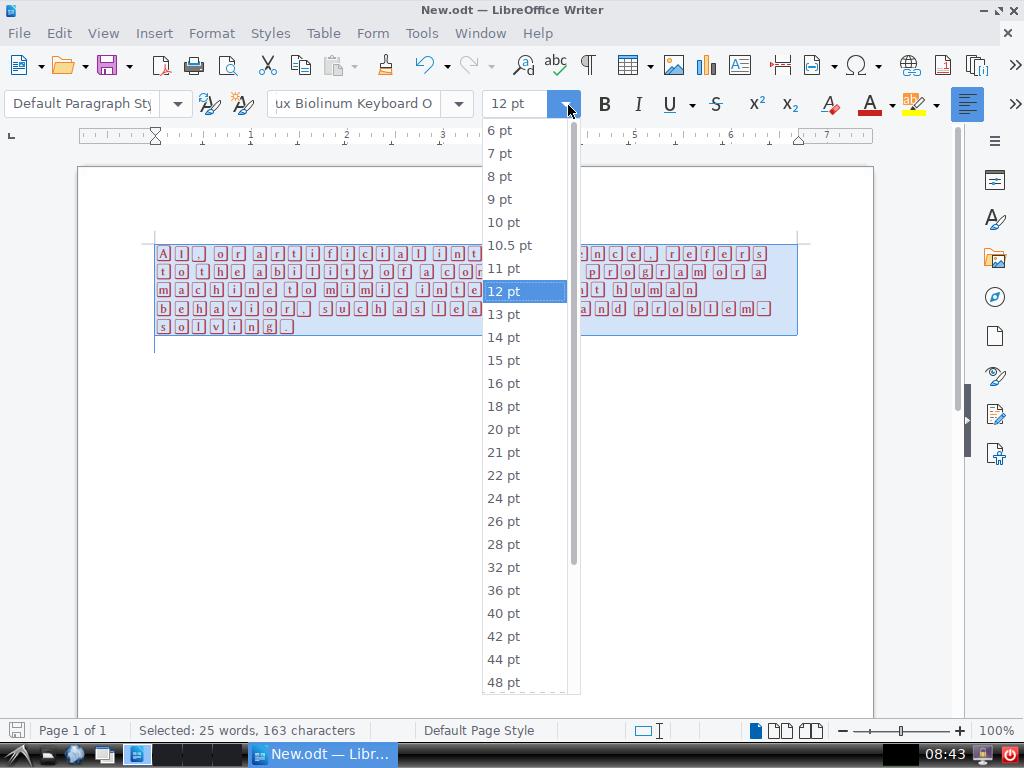 New.odt — LibreOffice Writer
File Edit View Insert Format Styles Table Form Tools Window Help
Default Paragraph Sty ux Biolinum Keyboard O 12 pt
1 2 3 5 6 7
6 pt
7 pt
8 pt
9 pt
10 pt
10.5 pt
11 pt
12 pt
13 pt
14 pt
15 pt
16 pt
18 pt
20 pt
21 pt
22 pt
24 pt
26 pt
28 pt
32 pt
36 pt
40 pt
42 pt
44 pt
48 pt
AI, or artificial int nce, refers
to the ability of a co program or a
machine to mimic inte t human
behavior, such as lea and problem-
solving.
Page 1 of 1 Selected: 25 words, 163 characters Default Page Style 100%
New.odt — Libr... 08:43